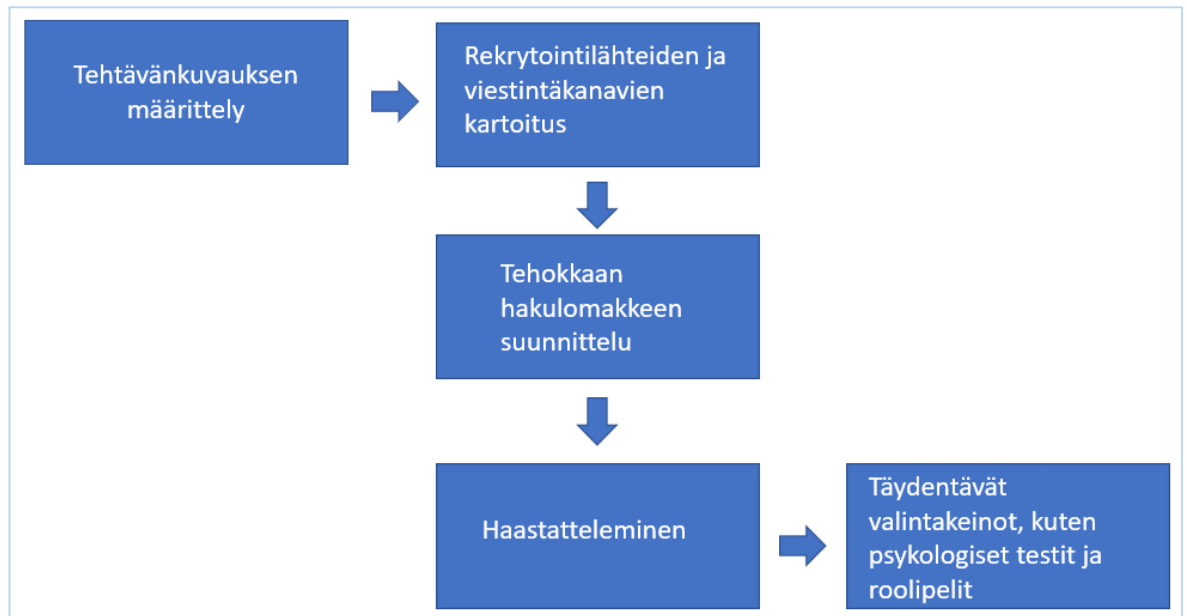 Tehtävänkuvauksen
määrittely
Rekrytointilähteiden ja
viestintäkanavien
kartoitus
Tehokkaan
hakulomakkeen
suunnittelu
Haastatteleminen
Täydentävät
valintakeinot, kuten
psykologiset testit ja
roolipelit